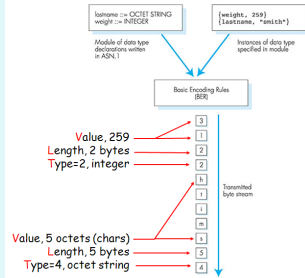 lastname ::= OCTET STRING
weight ::= INTEGER
{weight, 259}
{lastname, "smith"}
Module of data type
declarations written
in ASN.1
Instances of data type
specified in module
Basic Encoding Rules
(BER)
3
1
2
2
h
t
i
m
s
5
4
Value, 259
Length, 2 bytes
Type=2, integer
Transmitted
byte stream
Value, 5 octets (chars)
Length, 5 bytes
Type=4, octet string